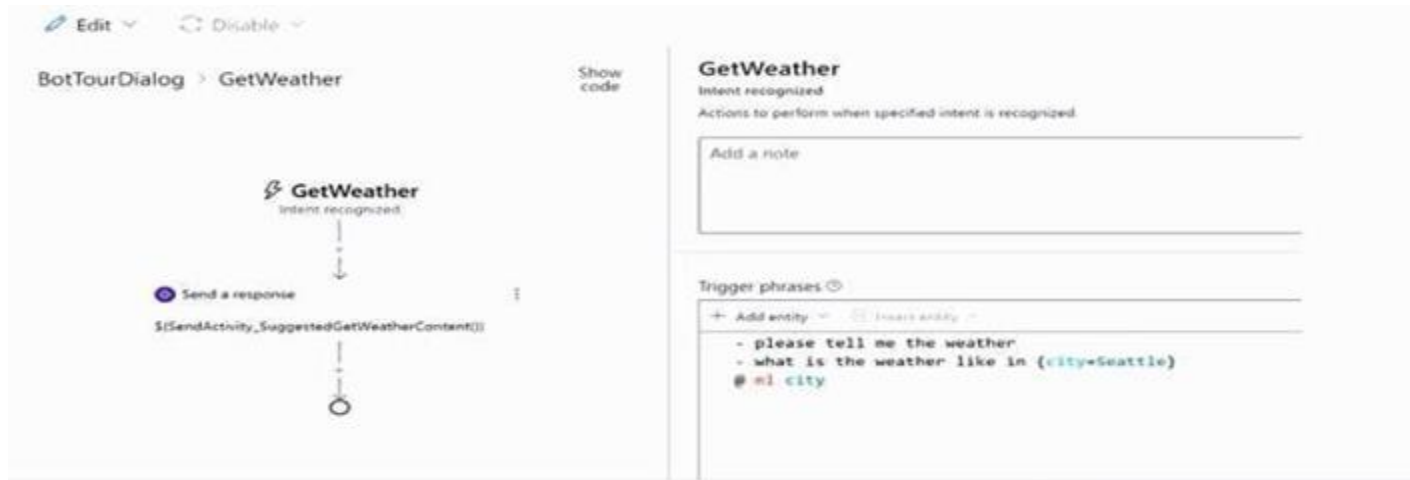 Edit
Disable
BotTourDialog > GetWeather
Show code
GetWeather
Intent recognized
Send a response
${SendActivity_SuggestedGetWeatherContent()}
GetWeather
Intent recognized
Actions to perform when specified intent is recognized.
Add a note
Trigger phrases
+ Add entity
Insert entity
- please tell me the weather
- what is the weather like in {city=Seattle}
@ ml city